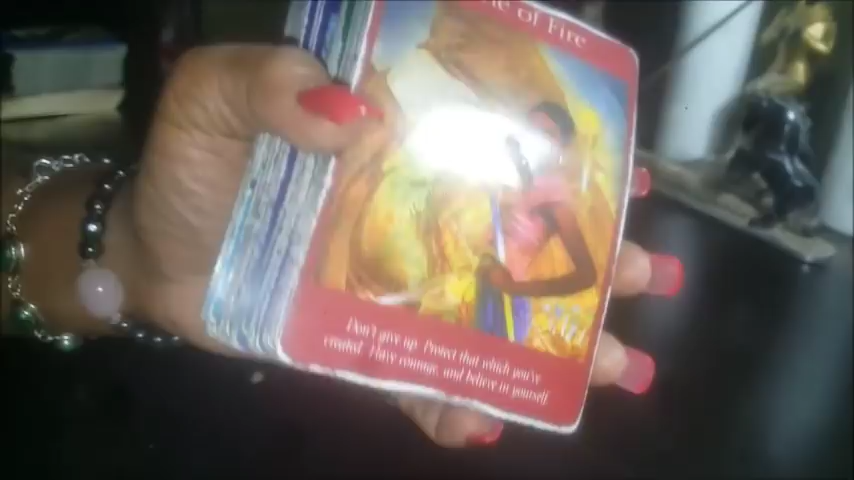 of Fire
Don't give up. Protect that which you've
created. Have courage, and believe in yourself.